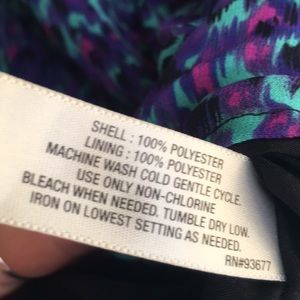 SHELL : 100% POLYESTER
LINING : 100% POLYESTER
MACHINE WASH COLD GENTLE CYCLE.
USE ONLY NON-CHLORINE
BLEACH WHEN NEEDED. TUMBLE DRY LOW.
IRON ON LOWEST SETTING AS NEEDED.
RN#93677